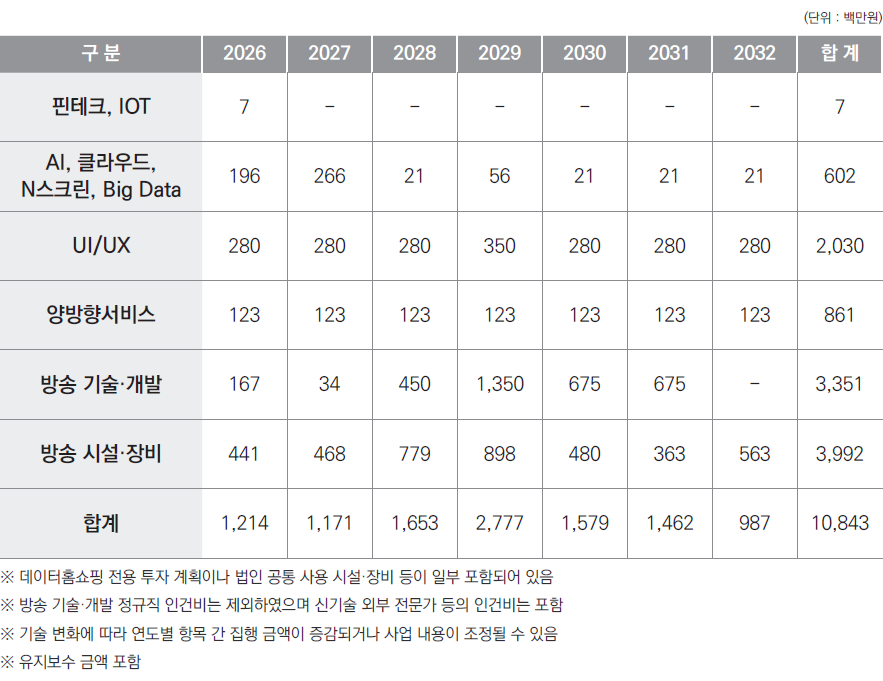 (단위 : 백만원)
구 분 2026 2027 2028 2029 2030 2031 2032 합 계
핀테크, IOT 7 – – – – – – 7
AI, 클라우드,
N스크린, Big Data 196 266 21 56 21 21 21 602
UI/UX 280 280 280 350 280 280 280 2,030
양방향서비스 123 123 123 123 123 123 123 861
방송 기술·개발 167 34 450 1,350 675 675 – 3,351
방송 시설·장비 441 468 779 898 480 363 563 3,992
합계 1,214 1,171 1,653 2,777 1,579 1,462 987 10,843
※ 데이터홈쇼핑 전용 투자 계획이나 법인 공통 사용 시설·장비 등이 일부 포함되어 있음
※ 방송 기술·개발 정규직 인건비는 제외하였으며 신기술 외부 전문가 등의 인건비는 포함
※ 기술 변화에 따라 연도별 항목 간 집행 금액이 증감되거나 사업 내용이 조정될 수 있음
※ 유지보수 금액 포함